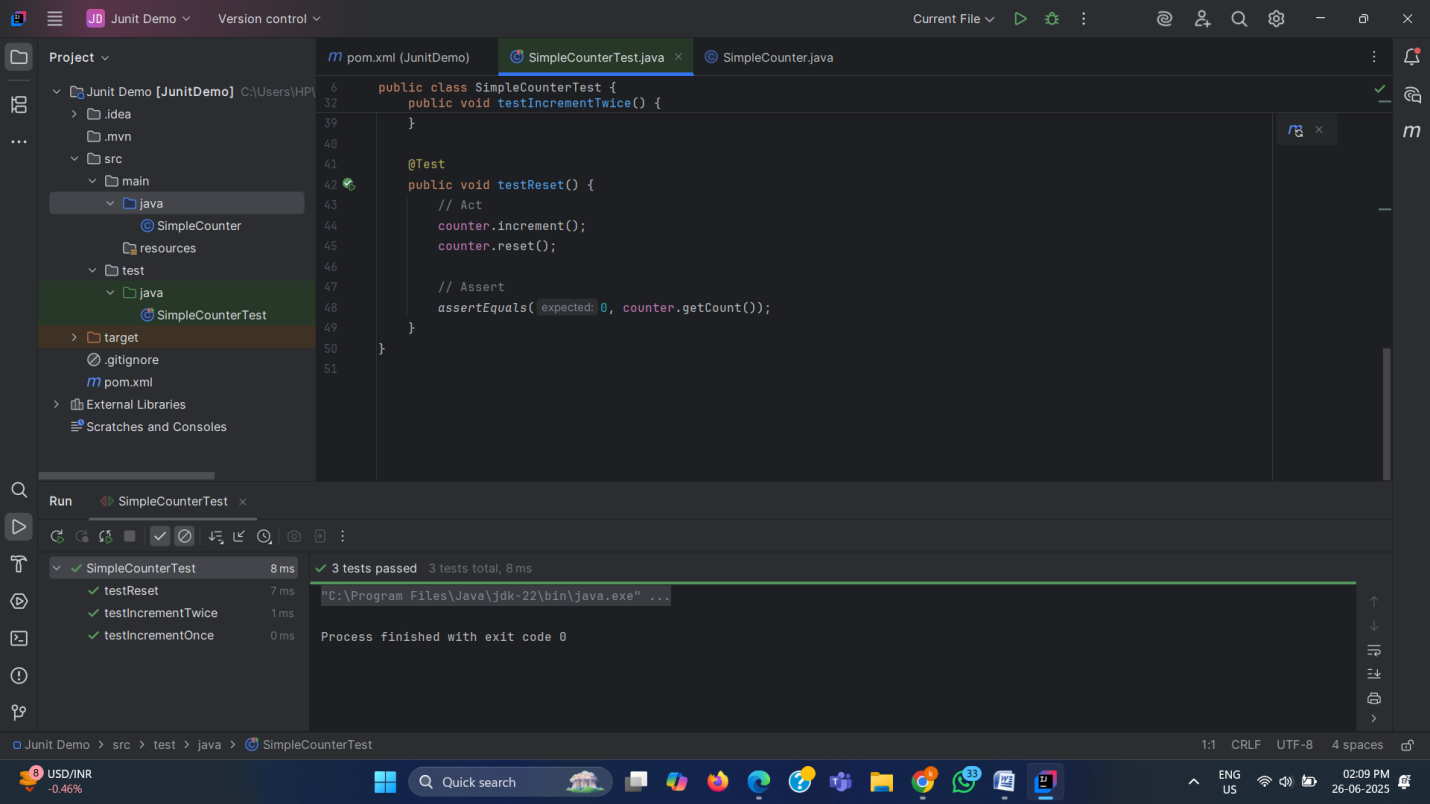 JD Junit Demo Version control Current File
Project
Junit Demo [JunitDemo] C:\Users\HP\
.idea
.mvn
src
main
java
SimpleCounter
resources
test
java
SimpleCounterTest
target
.gitignore
m pom.xml
External Libraries
Scratches and Consoles
m pom.xml (JunitDemo) SimpleCounterTest.java SimpleCounter.java
6 public class SimpleCounterTest {
32 public void testIncrementTwice() {
39 }
40
41 @Test
42 public void testReset() {
43 // Act
44 counter.increment();
45 counter.reset();
46
47 // Assert
48 assertEquals( expected: 0, counter.getCount());
49 }
50 }
51
m
m
Run SimpleCounterTest
SimpleCounterTest 8 ms
testReset 7 ms
testIncrementTwice 1 ms
testIncrementOnce 0 ms
3 tests passed 3 tests total, 8 ms
"C:\Program Files\Java\jdk-22\bin\java.exe" ...
Process finished with exit code 0
Junit Demo > src > test > java > SimpleCounterTest 1:1 CRLF UTF-8 4 spaces
8 USD/INR
-0.46%
Quick search
33
ENG
US
02:09 PM
26-06-2025